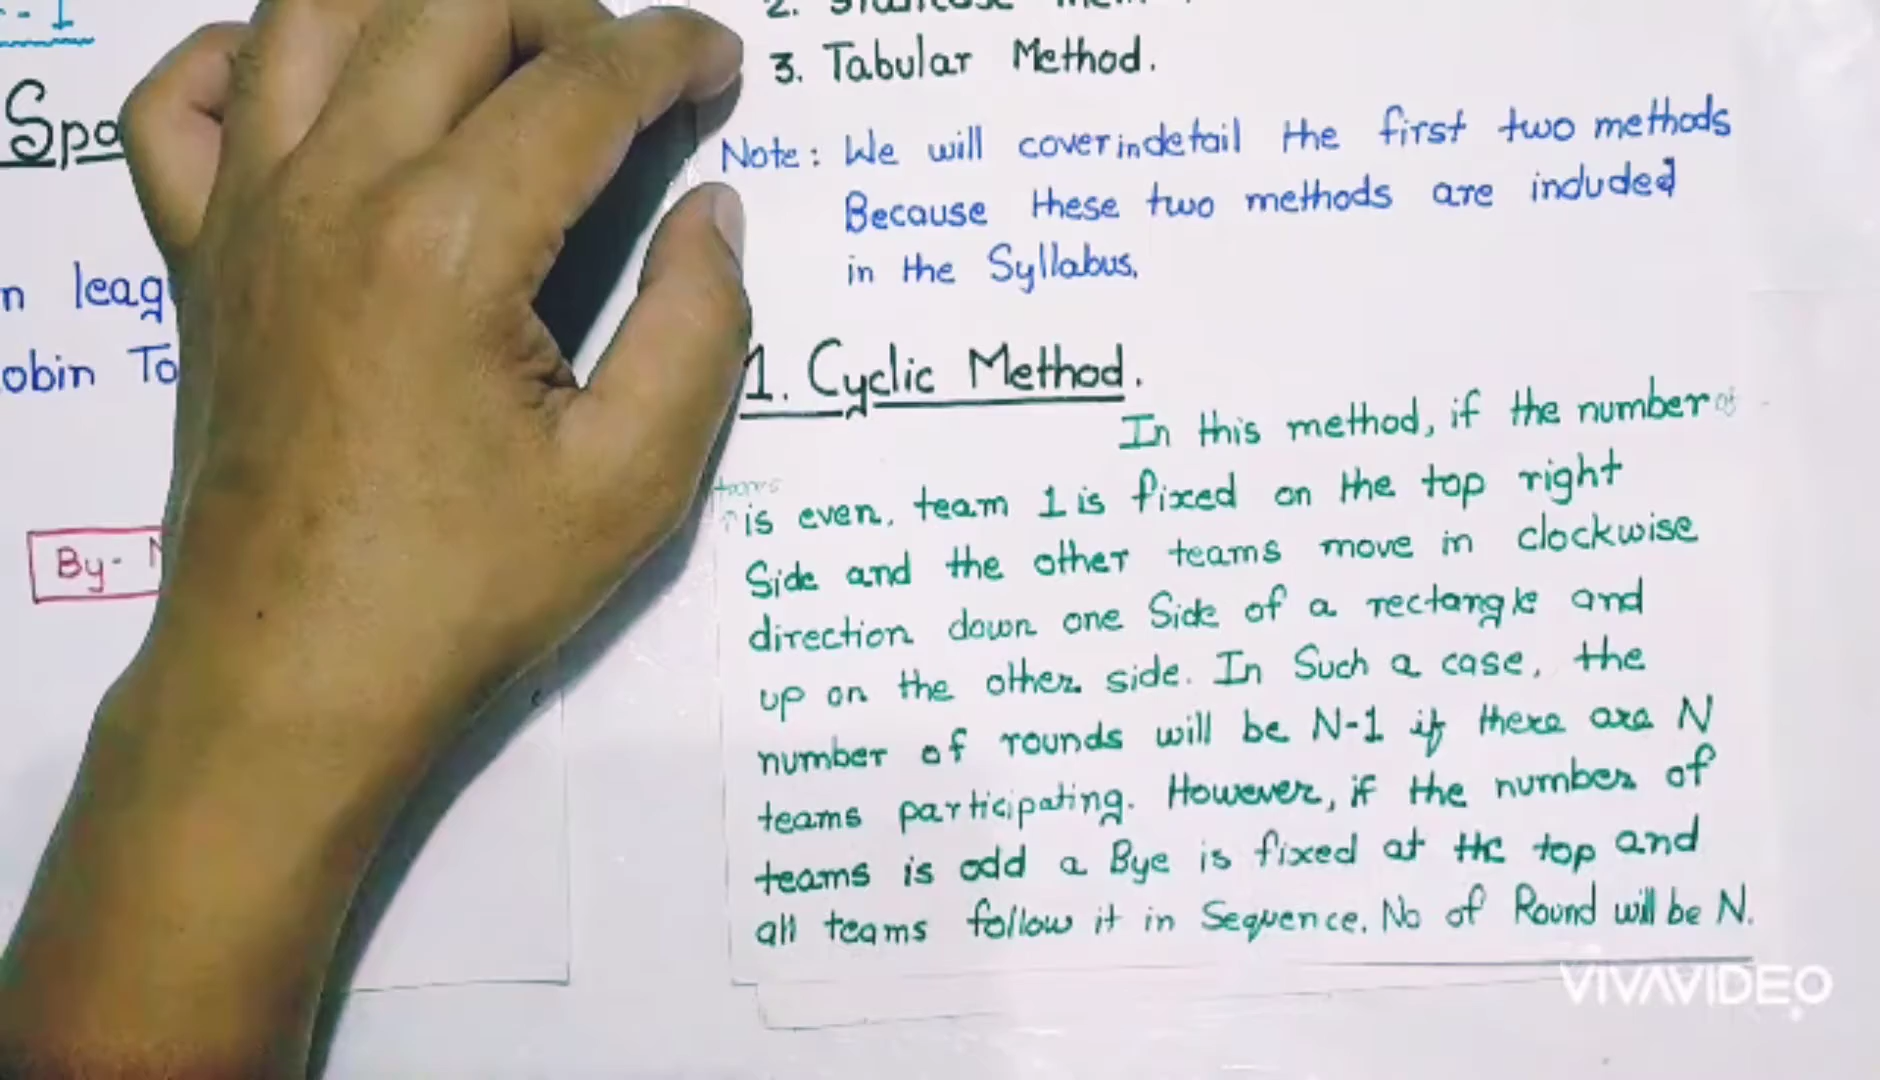 Spo
n leag
obin To
By-
3. Tabular Method.
Note: We will cover in detail the first two methods
Because these two methods are included
in the Syllabus.
1. Cyclic Method.
In this method, if the number of
teams
is even, team 1 is fixed on the top right
Side and the other teams move in clockwise
direction down one Side of a rectangle and
up on the other side. In Such a case, the
number of rounds will be N-1 if there are N
teams participating. However, if the number of
teams is odd a Bye is fixed at the top and
all teams follow it in Sequence. No of Round will be N.
VIVAVIDEO